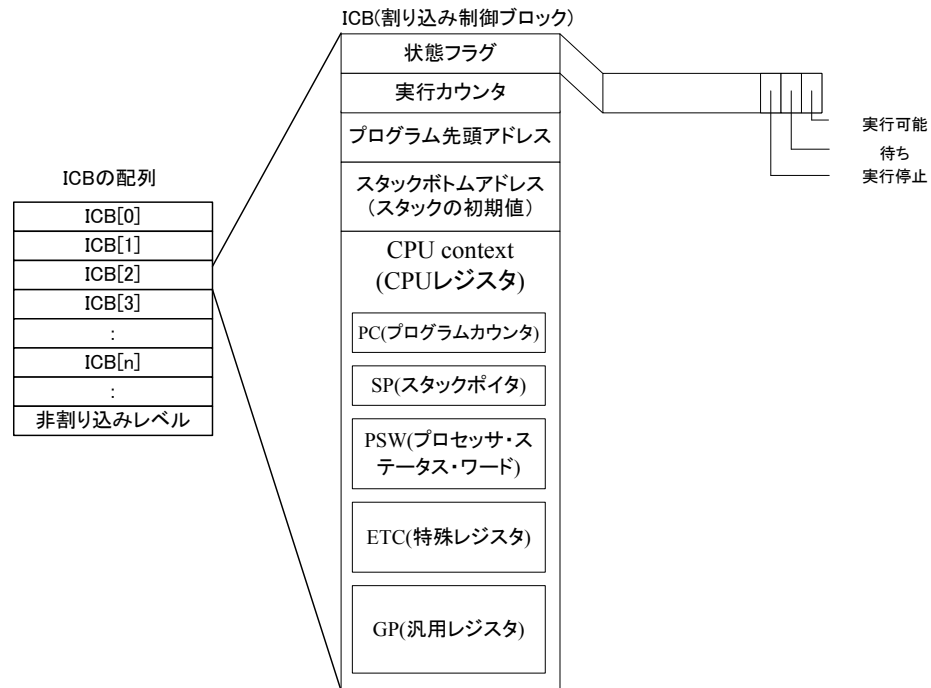 ICB(割り込み制御ブロック)
状態フラグ
実行カウンタ
プログラム先頭アドレス
スタックボトムアドレス
(スタックの初期値)
CPU context
(CPUレジスタ)
PC(プログラムカウンタ)
SP(スタックポイタ)
PSW(プロセッサ・ス
テータス・ワード)
ETC(特殊レジスタ)
GP(汎用レジスタ)
実行可能
待ち
実行停止
ICBの配列
ICB[0]
ICB[1]
ICB[2]
ICB[3]
:
ICB[n]
:
非割り込みレベル